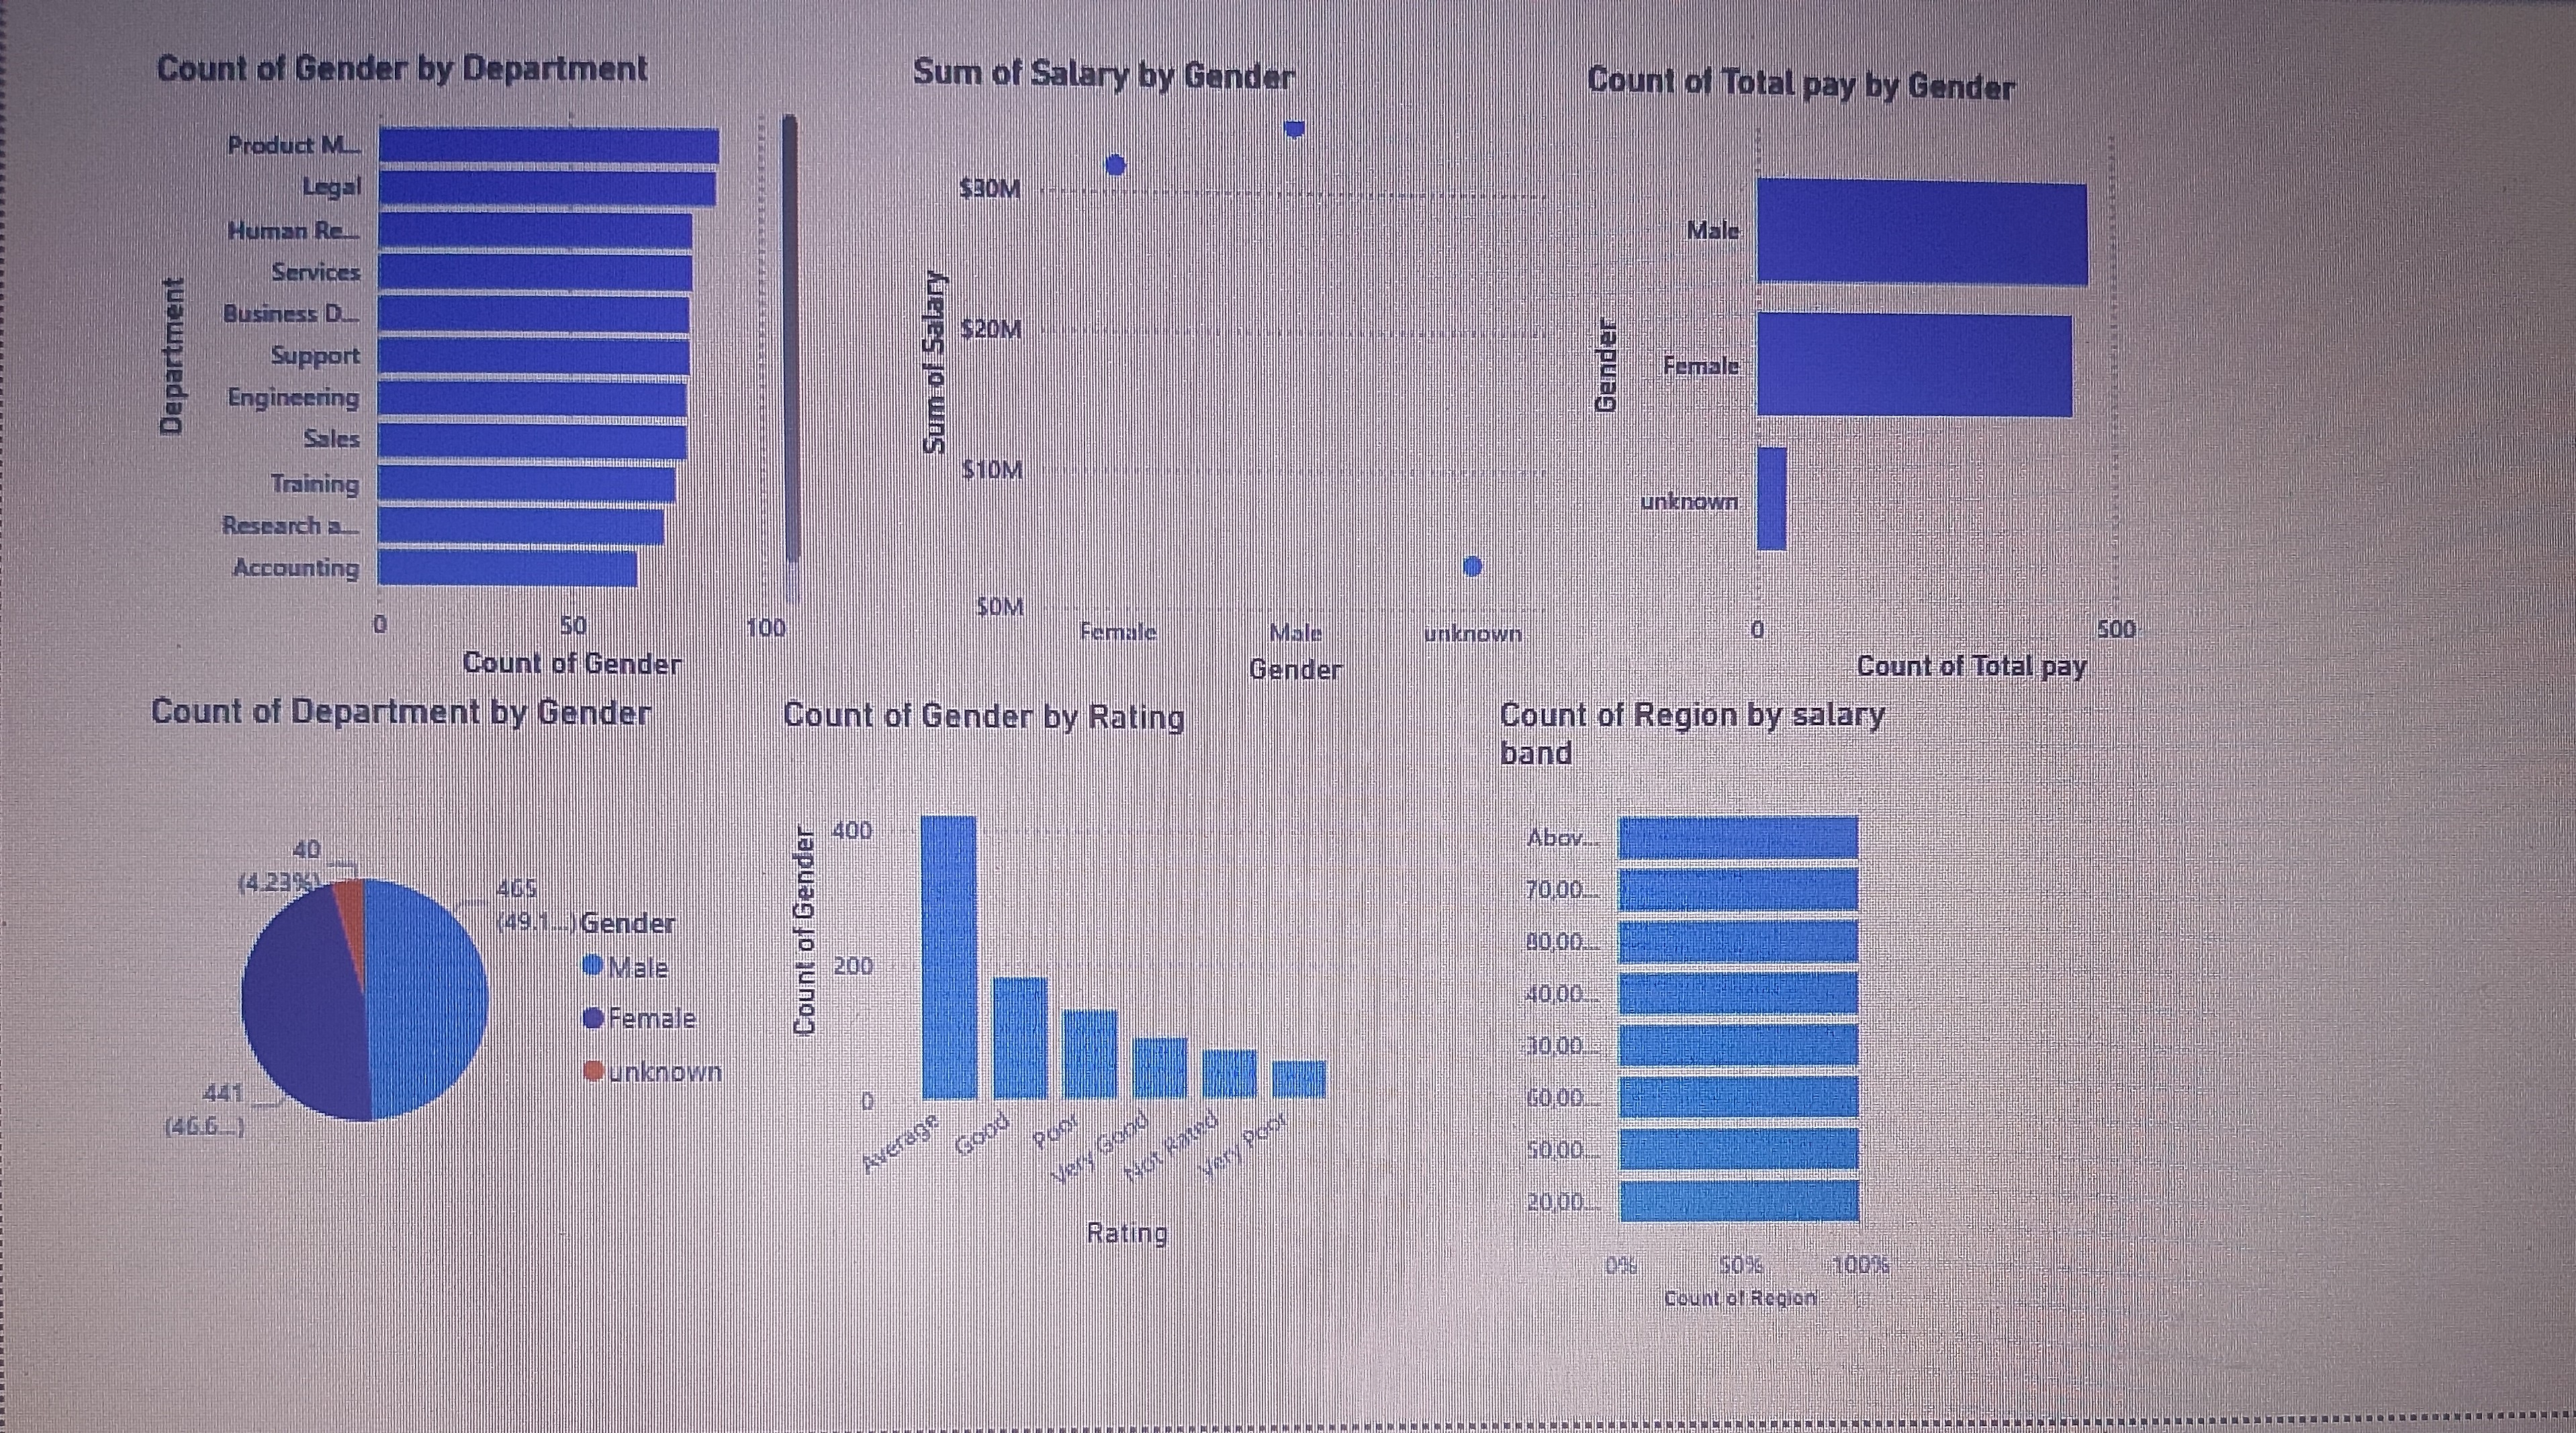 Count of Gender by Department
Department
Product M...
Legal
Human Re...
Services
Business D...
Support
Engineering
Sales
Training
Research a...
Accounting
0
50
100
Count of Gender
Sum of Salary by Gender
Sum of Salary
$30M
$20M
$10M
$0M
Female
Male
unknown
Gender
Count of Total pay by Gender
Gender
Male
Female
unknown
0
500
Count of Total pay
Count of Department by Gender
40
(4.23%)
465
(49.1...)
441
(46.6...)
Gender
Male
Female
unknown
Count of Gender by Rating
Count of Gender
400
200
0
Average
Good
Poor
Very Good
Not Rated
Very Poor
Rating
Count of Region by salary
band
Abov...
70,00...
80,00...
40,00...
30,00...
60,00...
50,00...
20,00...
0%
50%
100%
Count of Region